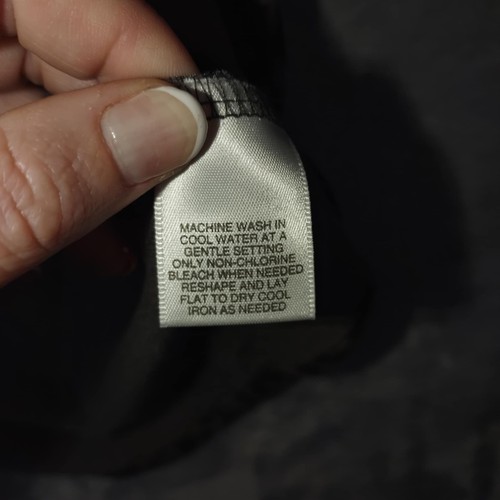 MACHINE WASH IN
COOL WATER AT A
GENTLE SETTING
ONLY NON-CHLORINE
BLEACH WHEN NEEDED
RESHAPE AND LAY
FLAT TO DRY COOL
IRON AS NEEDED